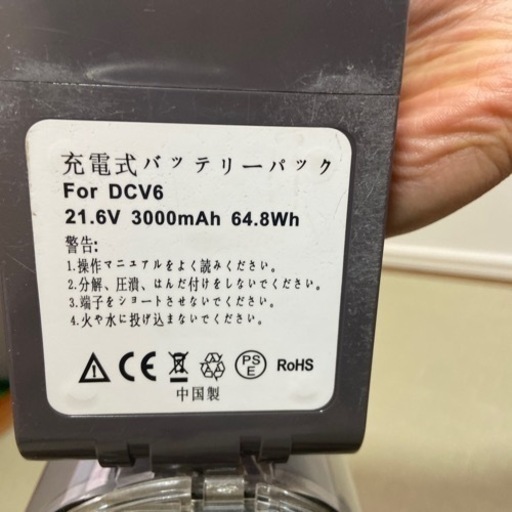 充電式バッテリーパック
For DCV6
21.6V 3000mAh 64.8Wh
警告:
1.操作マニュアルをよく読みください。
2.分解、圧潰、はんだ付けをしないでください。
3.端子をショートさせないでください。
4.火や水に投げ込まないでください。
CE PS E RoHS
中国製